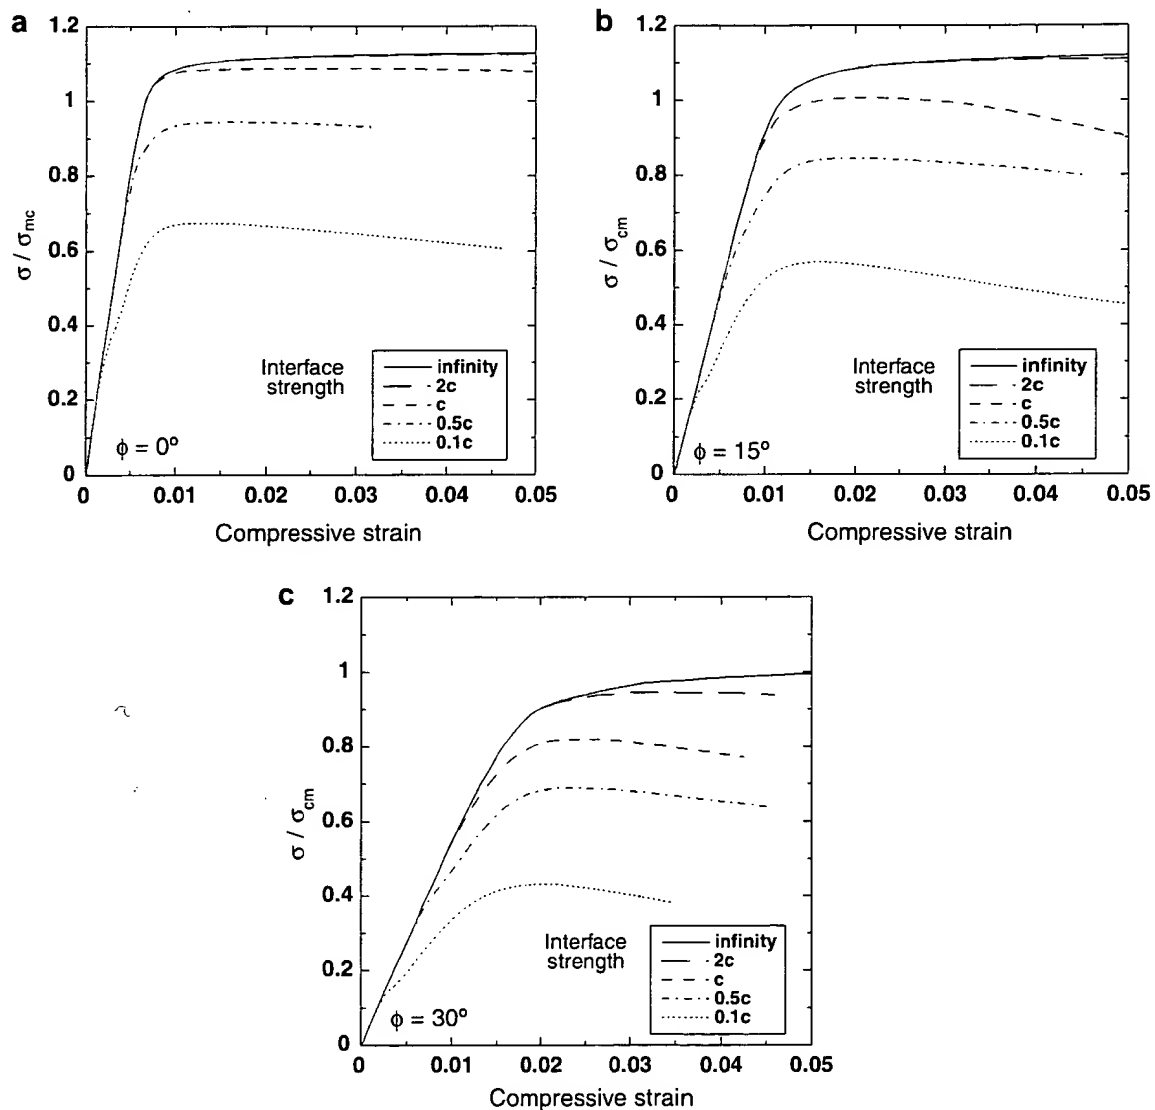 a
1.2
1
0.8
0.6
0.4
0.2
0
σ / σmc
Interface
strength
infinity
2c
c
0.5c
0.1c
ϕ = 0º
0 0.01 0.02 0.03 0.04 0.05
Compressive strain
b
1.2
1
0.8
0.6
0.4
0.2
0
σ / σcm
Interface
strength
infinity
2c
c
0.5c
0.1c
ϕ = 15º
0 0.01 0.02 0.03 0.04 0.05
Compressive strain
c
1.2
1
0.8
0.6
0.4
0.2
0
σ / σcm
Interface
strength
infinity
2c
c
0.5c
0.1c
ϕ = 30º
0 0.01 0.02 0.03 0.04 0.05
Compressive strain